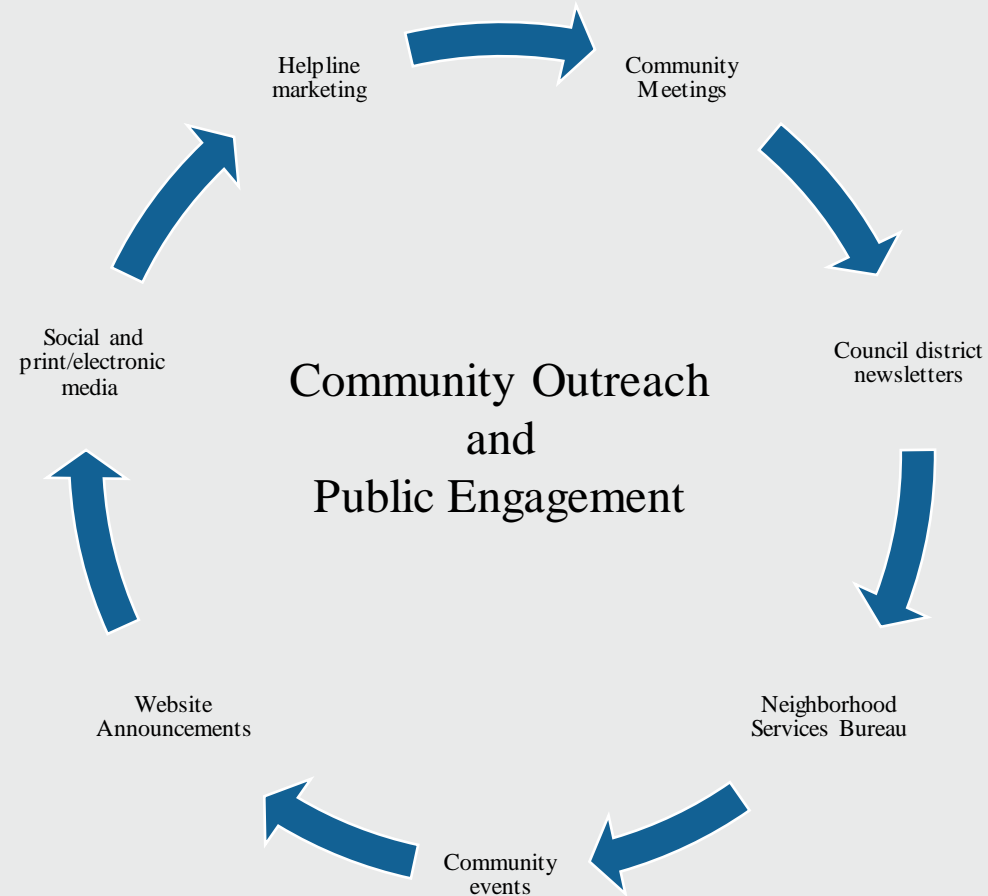 Helpline
marketing
Community
Meetings
Social and
print/electronic
media
Council district
newsletters
Community Outreach
and
Public Engagement
Website
Announcements
Neighborhood
Services Bureau
Community
events